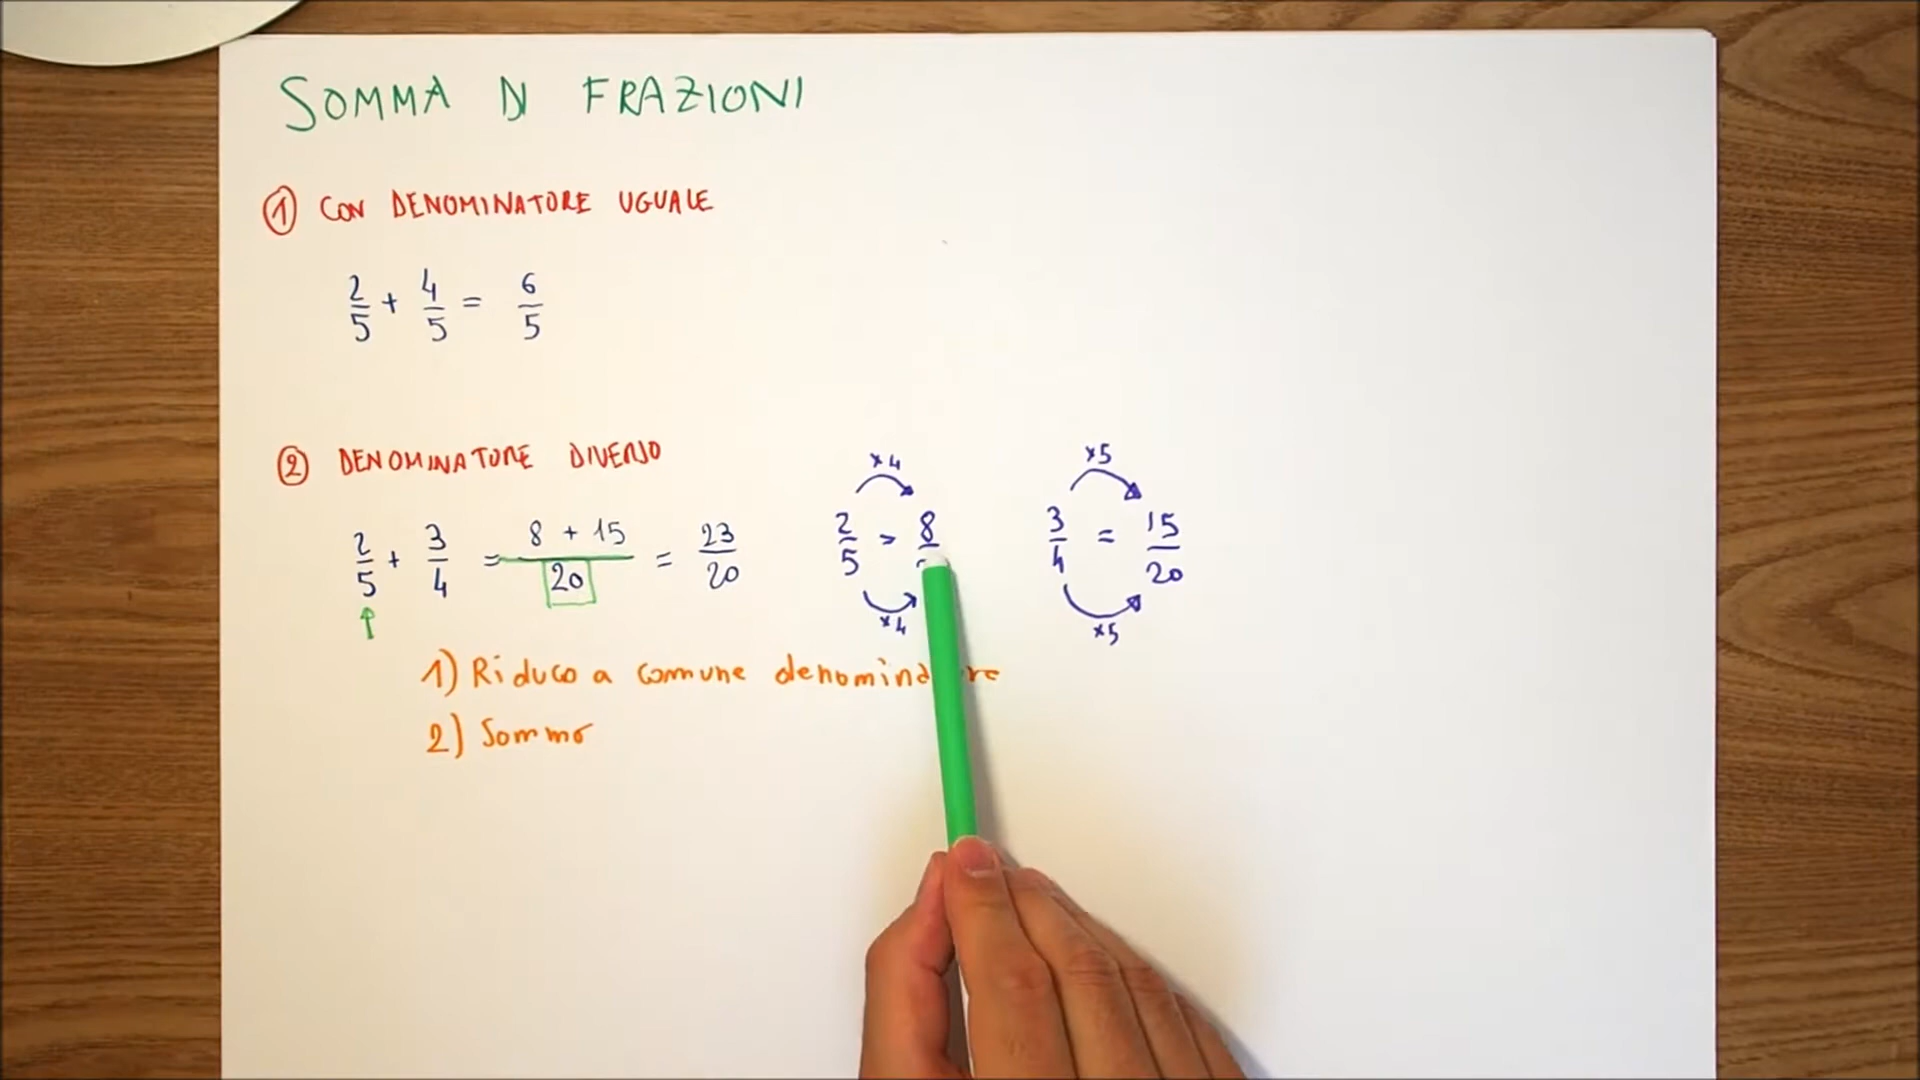 SOMMA DI FRAZIONI
① CON DENOMINATORE UGUALE
2/5 + 4/5 = 6/5
② DENOMINATORE DIVERSO
2/5 + 3/4 = 8 + 15/20 = 23/20
×4
2/5 = 8
×4
×5
3/4 = 15/20
×5
1) Riduco a comune
2) Sommo